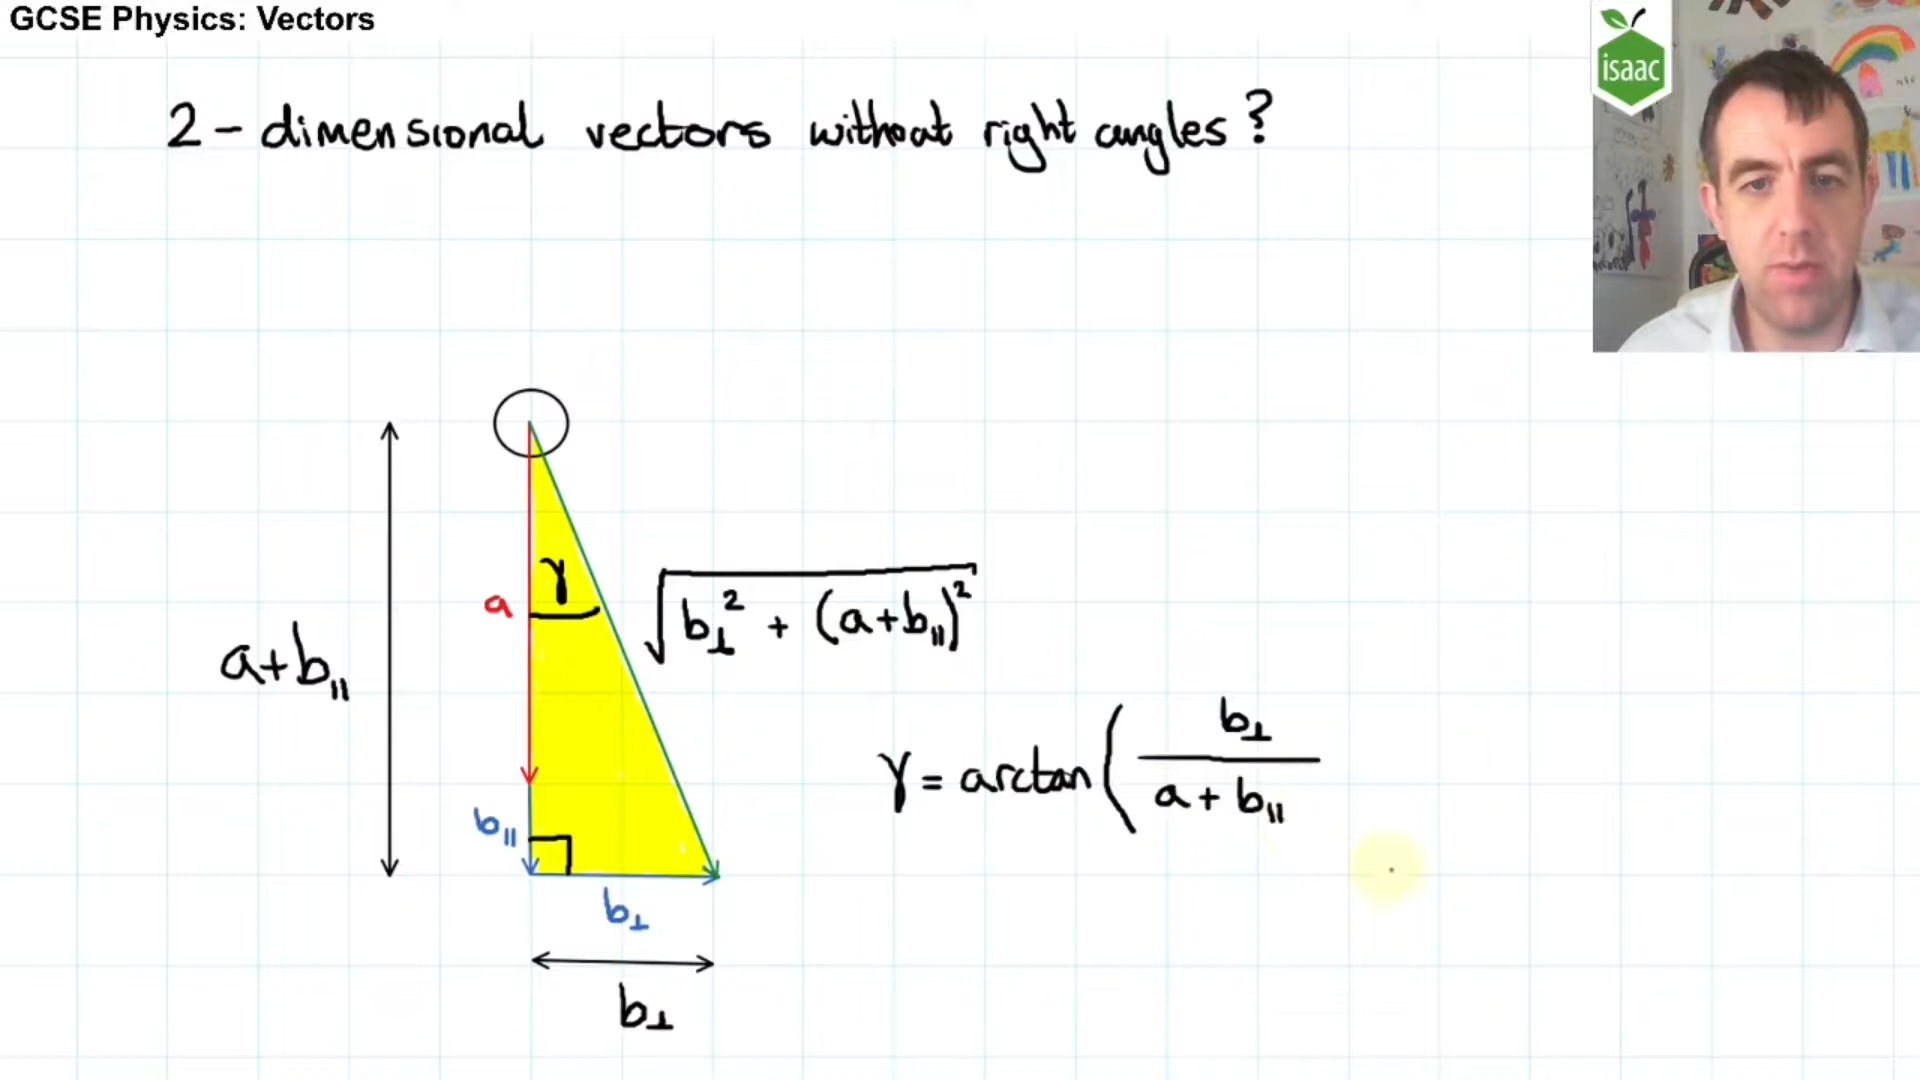 GCSE Physics: Vectors
isaac
2-dimensional vectors without right angles?
γ
a
√(b⊥² + (a+b∥)²)
a+b∥
γ = arctan( b⊥ / a + b∥
b∥
b⊥
b⊥